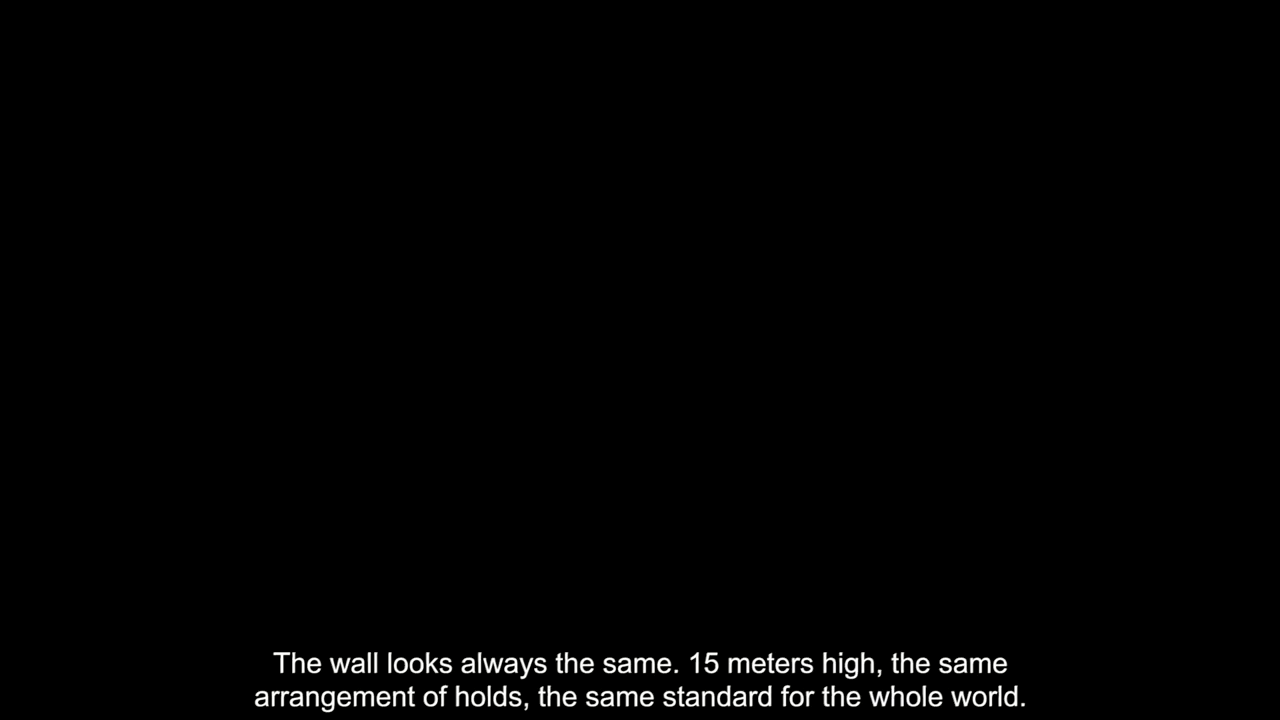 The wall looks always the same. 15 meters high, the same
arrangement of holds, the same standard for the whole world.